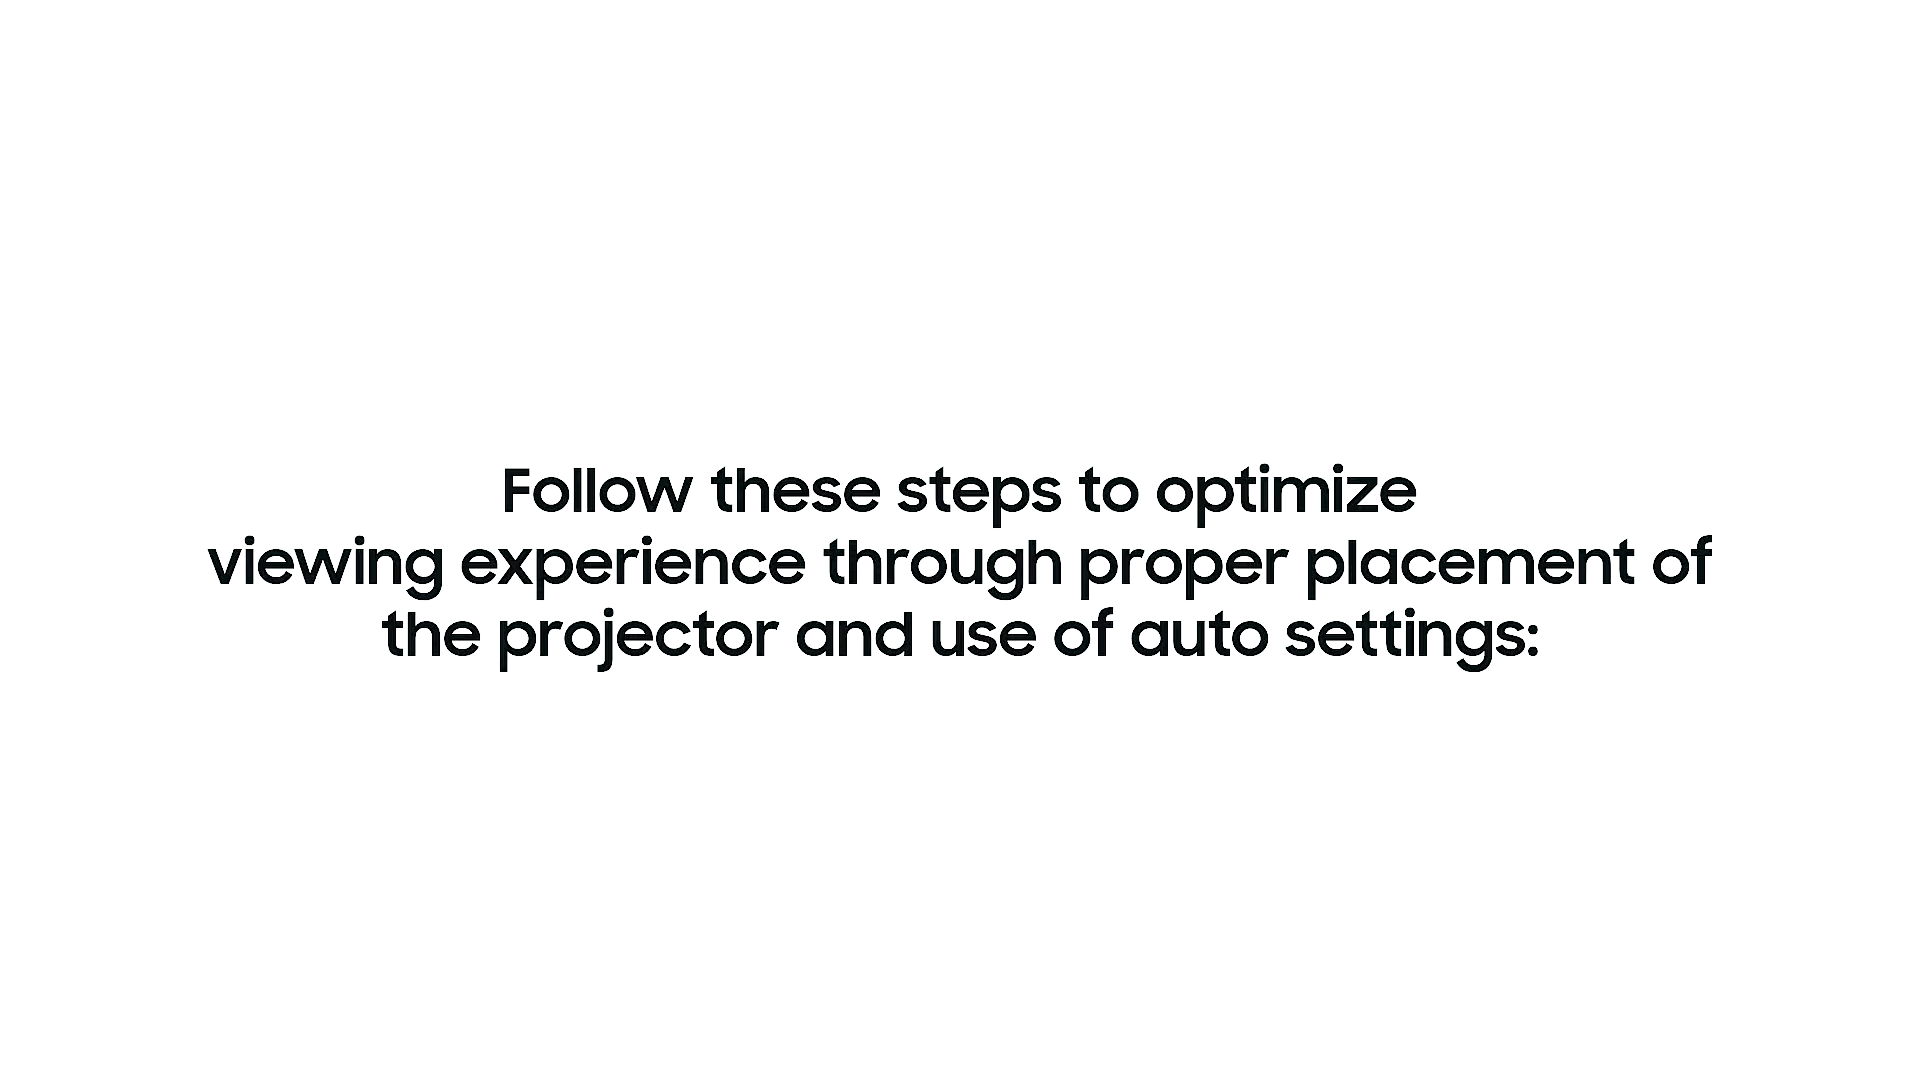 Follow these steps to optimize
viewing experience through proper placement of
the projector and use of auto settings: